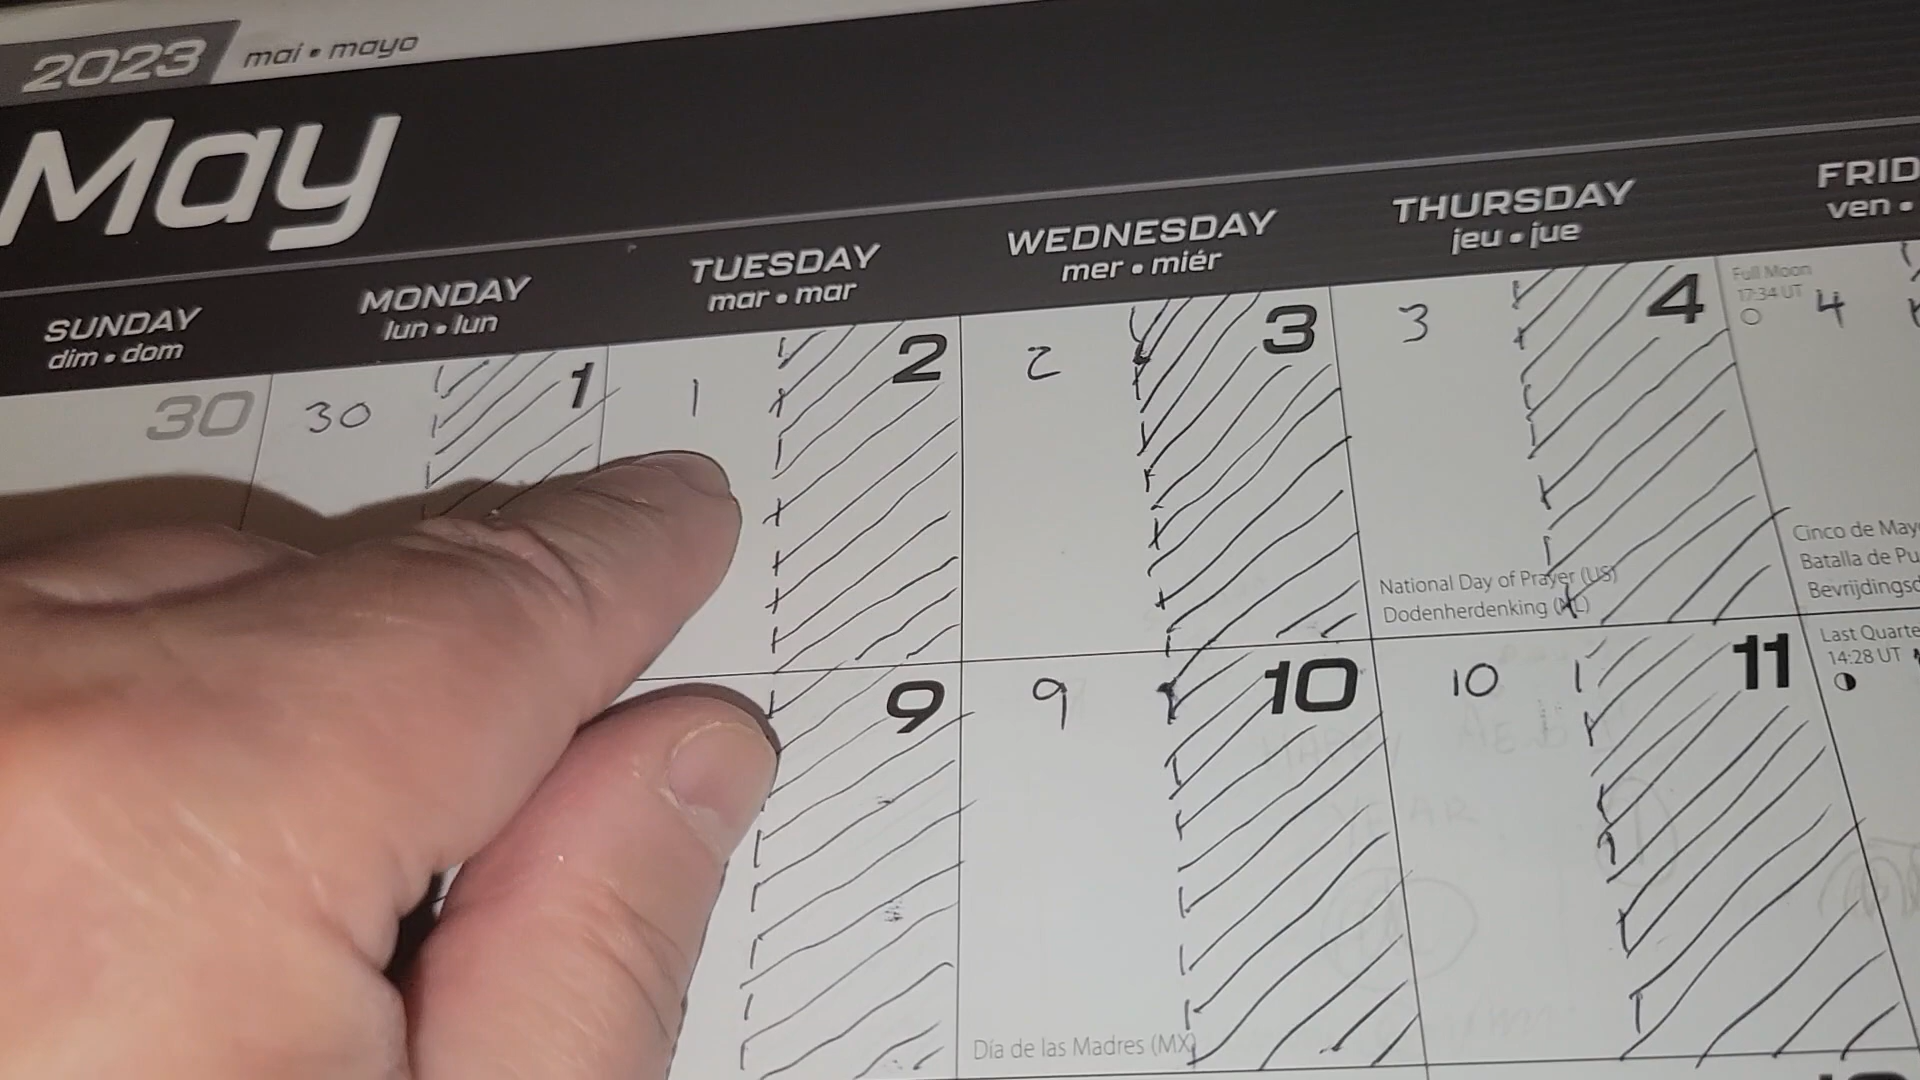 2023 mai • mayo
May
SUNDAY MONDAY TUESDAY WEDNESDAY THURSDAY FRID
dim • dom lun • lun mar • mar mer • miér jeu • jue ven •
30 30 1 1 2 2 3 3 4 4
Full Moon
17:34 UT
National Day of Prayer (US)
Dodenherdenking (NL)
Cinco de May
Batalla de Pu
Bevrijdingsd
9 9 10 10 11
Last Quarte
14:28 UT
Día de las Madres (MX)